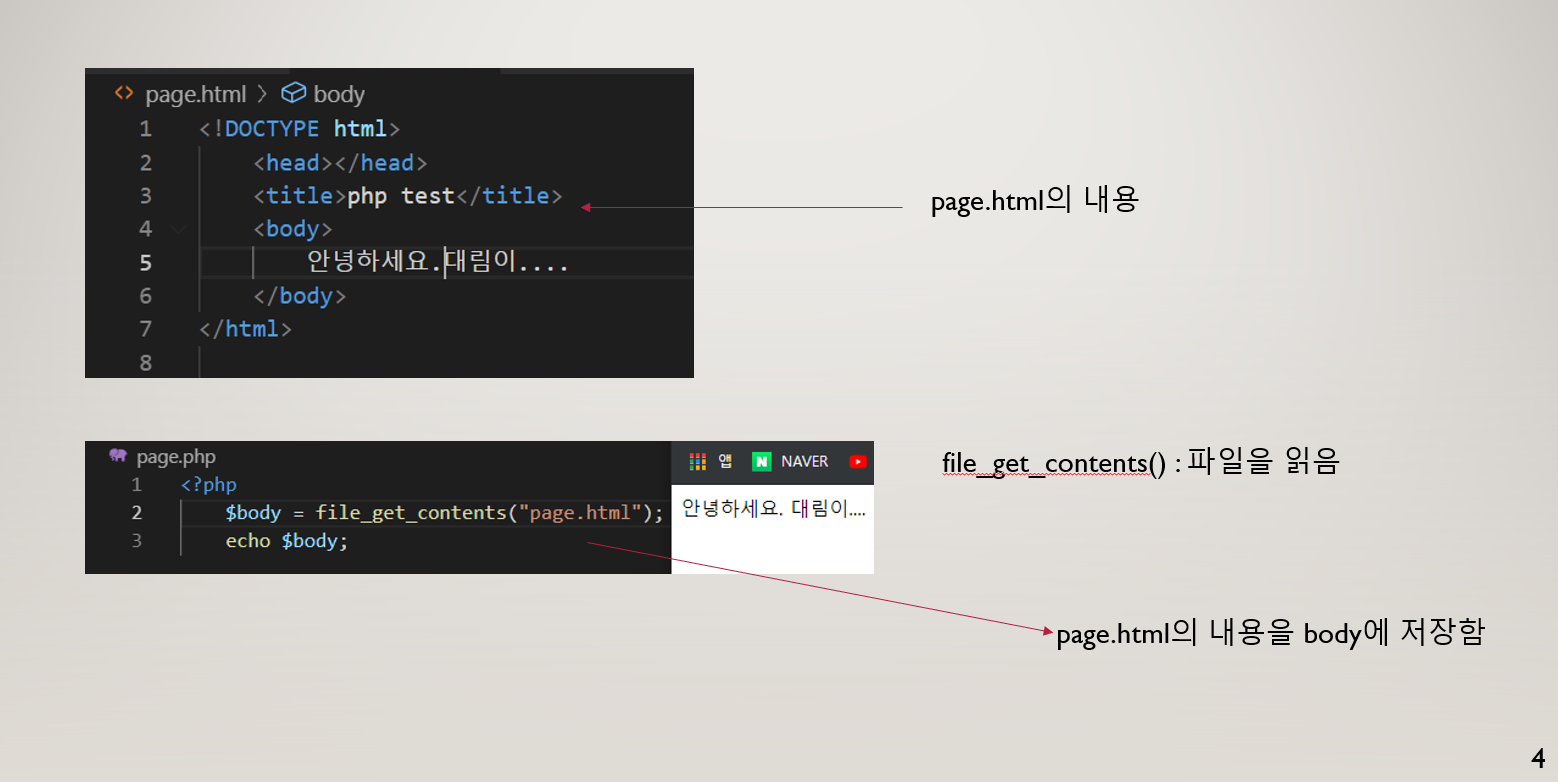 page.html > body
1 <!DOCTYPE html>
2 <head></head>
3 <title>php test</title>
4 <body>
5 안녕하세요.대림이....
6 </body>
7 </html>
8
page.html의 내용
page.php
1 <?php
2 $body = file_get_contents("page.html");
3 echo $body;
앱 N NAVER
안녕하세요. 대림이....
file_get_contents() : 파일을 읽음
page.html의 내용을 body에 저장함
4